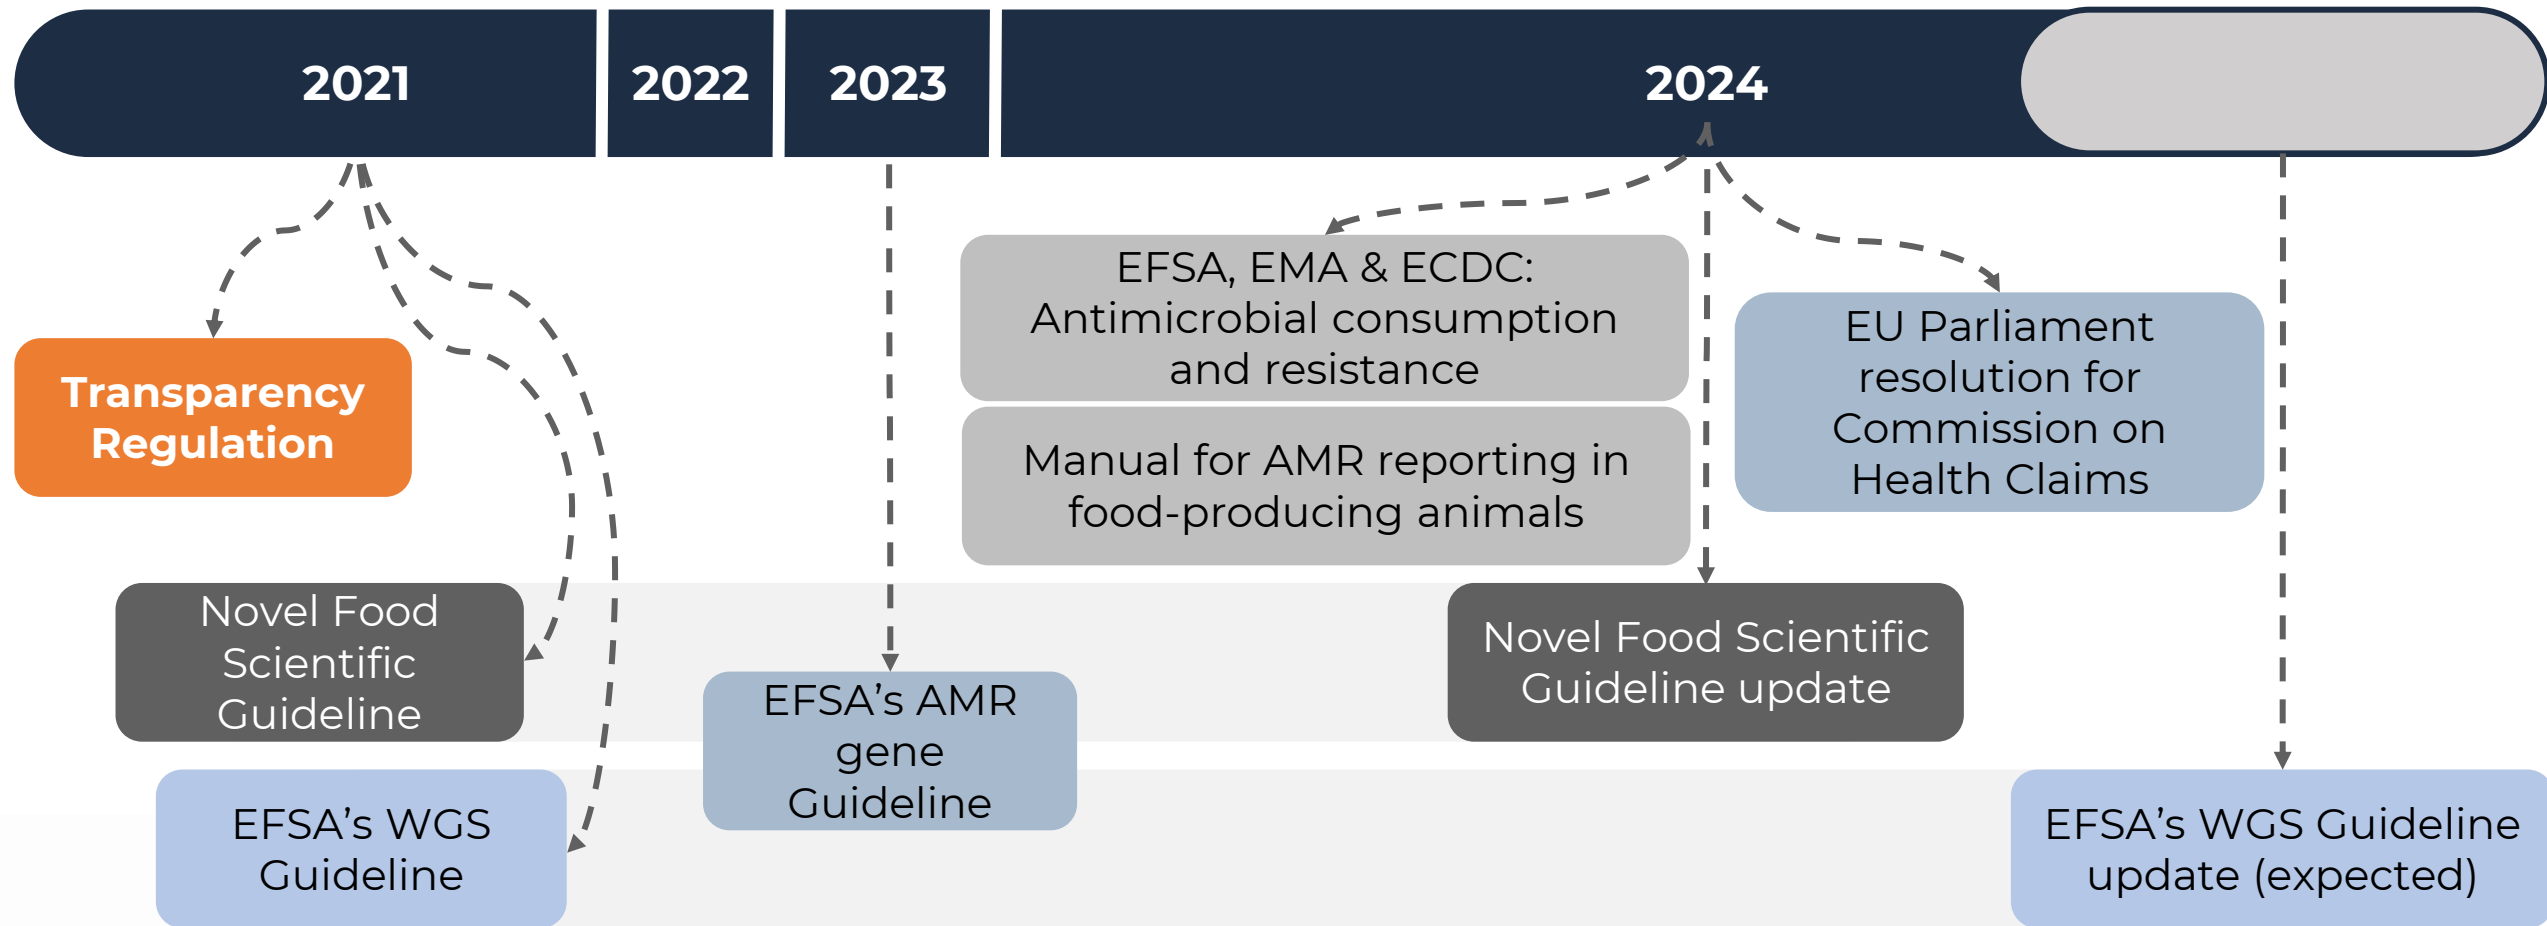 2021
2022
2023
2024
EFSA, EMA & ECDC:
Antimicrobial consumption
and resistance
Manual for AMR reporting in
food-producing animals
EU Parliament
resolution for
Commission on
Health Claims
Transparency
Regulation
Novel Food
Scientific
Guideline
EFSA’s AMR
gene
Guideline
Novel Food Scientific
Guideline update
EFSA’s WGS
Guideline
EFSA’s WGS Guideline
update (expected)